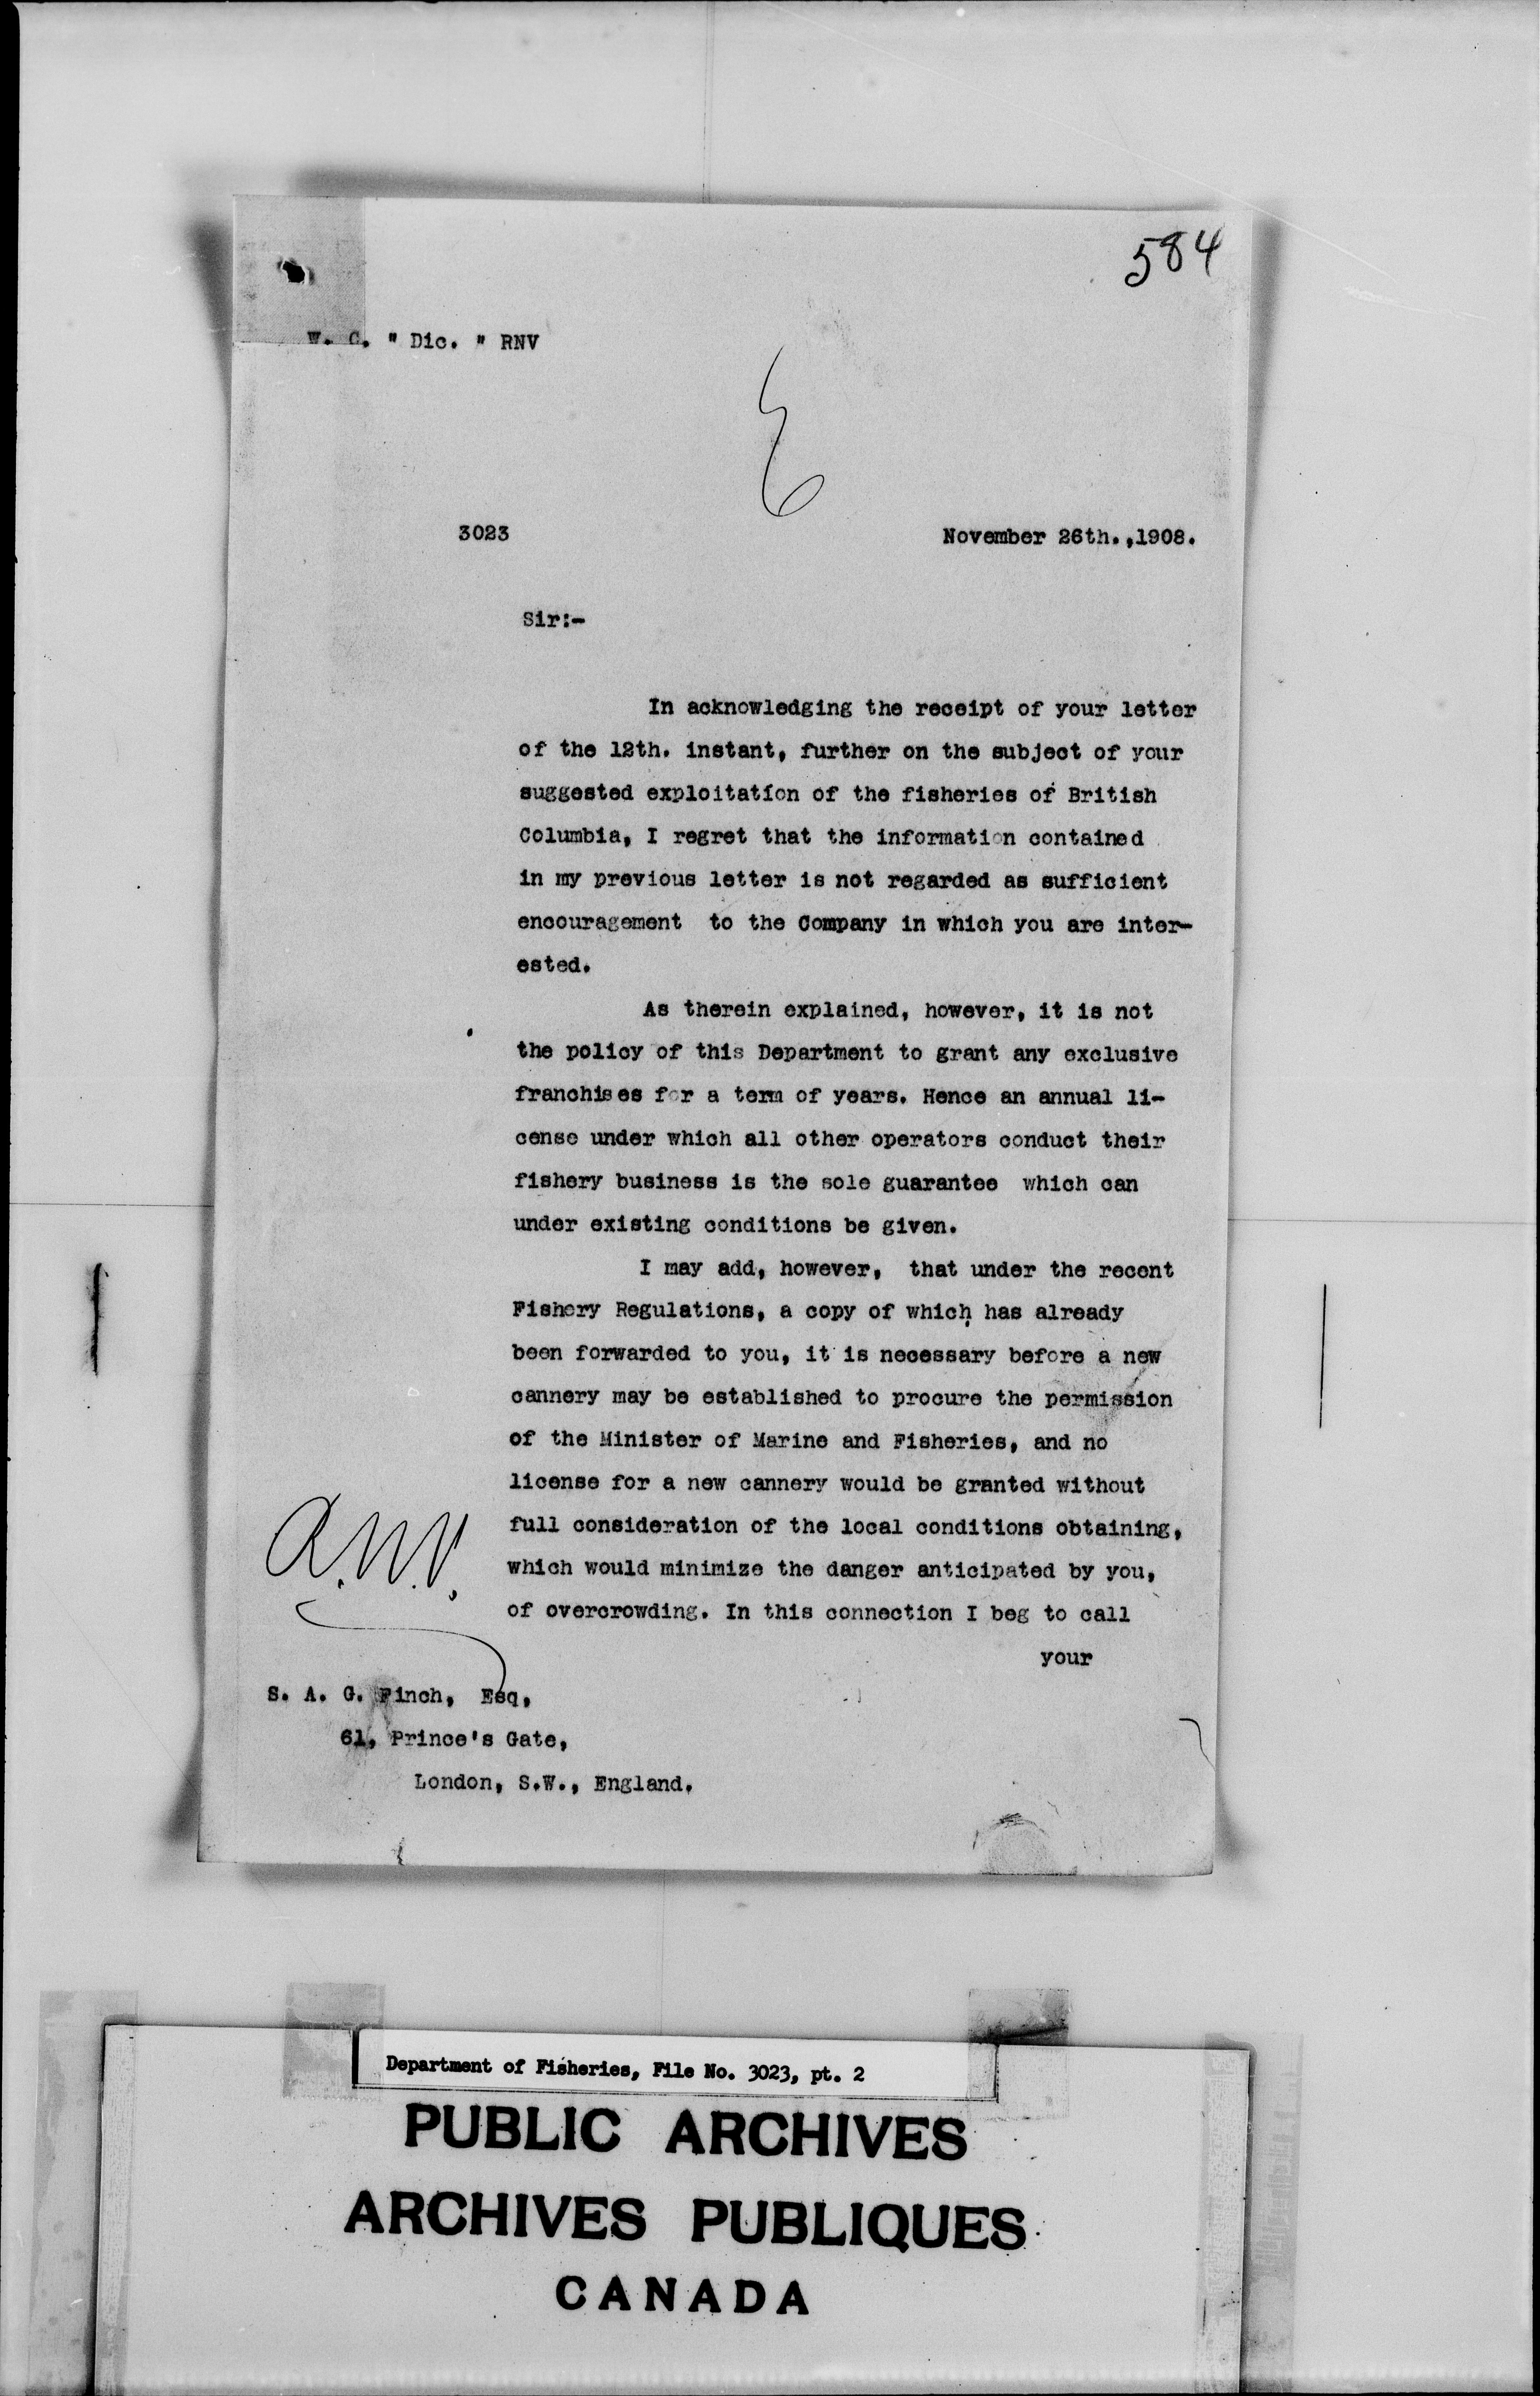 584
W. C. " Dic. " RNV
3023
November 26th.,1908.
Sir:-
In acknowledging the receipt of your letter
of the 12th. instant, further on the subject of your
suggested exploitation of the fisheries of British
Columbia, I regret that the information contained
in my previous letter is not regarded as sufficient
encouragement to the Company in which you are inter-
ested.
As therein explained, however, it is not
the policy of this Department to grant any exclusive
franchises for a term of years. Hence an annual li-
cense under which all other operators conduct their
fishery business is the sole guarantee which can
under existing conditions be given.
I may add, however, that under the recent
Fishery Regulations, a copy of which has already
been forwarded to you, it is necessary before a new
cannery may be established to procure the permission
of the Minister of Marine and Fisheries, and no
license for a new cannery would be granted without
full consideration of the local conditions obtaining,
which would minimize the danger anticipated by you,
of overcrowding. In this connection I beg to call
your
S. A. G. Finch, Esq,
61, Prince's Gate,
London, S.W., England.
Department of Fisheries, File No. 3023, pt. 2
PUBLIC ARCHIVES
ARCHIVES PUBLIQUES
CANADA